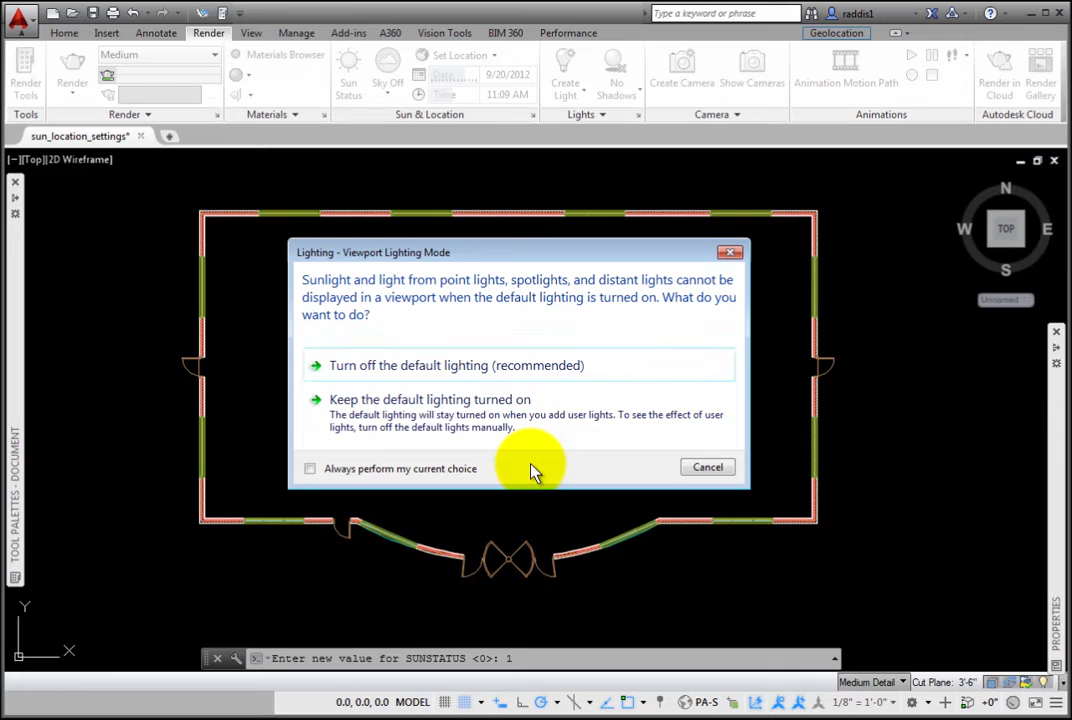 Type a keyword or phrase
raddis1
Home
Insert
Annotate
Render
View
Manage
Add-ins
A360
Vision Tools
BIM 360
Performance
Geolocation
A
Render
Tools
Render
Medium
Materials Browser
Sun
Status
Sky Off
Set Location
Date
9/20/2012
Time
11:09 AM
Create
Light
No
Shadows
Create Camera
Show Cameras
Animation Motion Path
Render in
Cloud
Render
Gallery
Tools
Render
Materials
Sun & Location
Lights
Camera
Animations
Autodesk Cloud
sun_location_settings*
[−][Top][2D Wireframe]
N
W
TOP
E
S
Unnamed
Lighting - Viewport Lighting Mode
Sunlight and light from point lights, spotlights, and distant lights cannot be
displayed in a viewport when the default lighting is turned on. What do you
want to do?
Turn off the default lighting (recommended)
Keep the default lighting turned on
The default lighting will stay turned on when you add user lights. To see the effect of user
lights, turn off the default lights manually.
Always perform my current choice
Cancel
TOOL PALETTES - DOCUMENT
PROPERTIES
Y
X
Enter new value for SUNSTATUS <0>: 1
Medium Detail
Cut Plane: 3'-6"
0.0, 0.0, 0.0
MODEL
PA-S
1/8" = 1'-0"
+0"